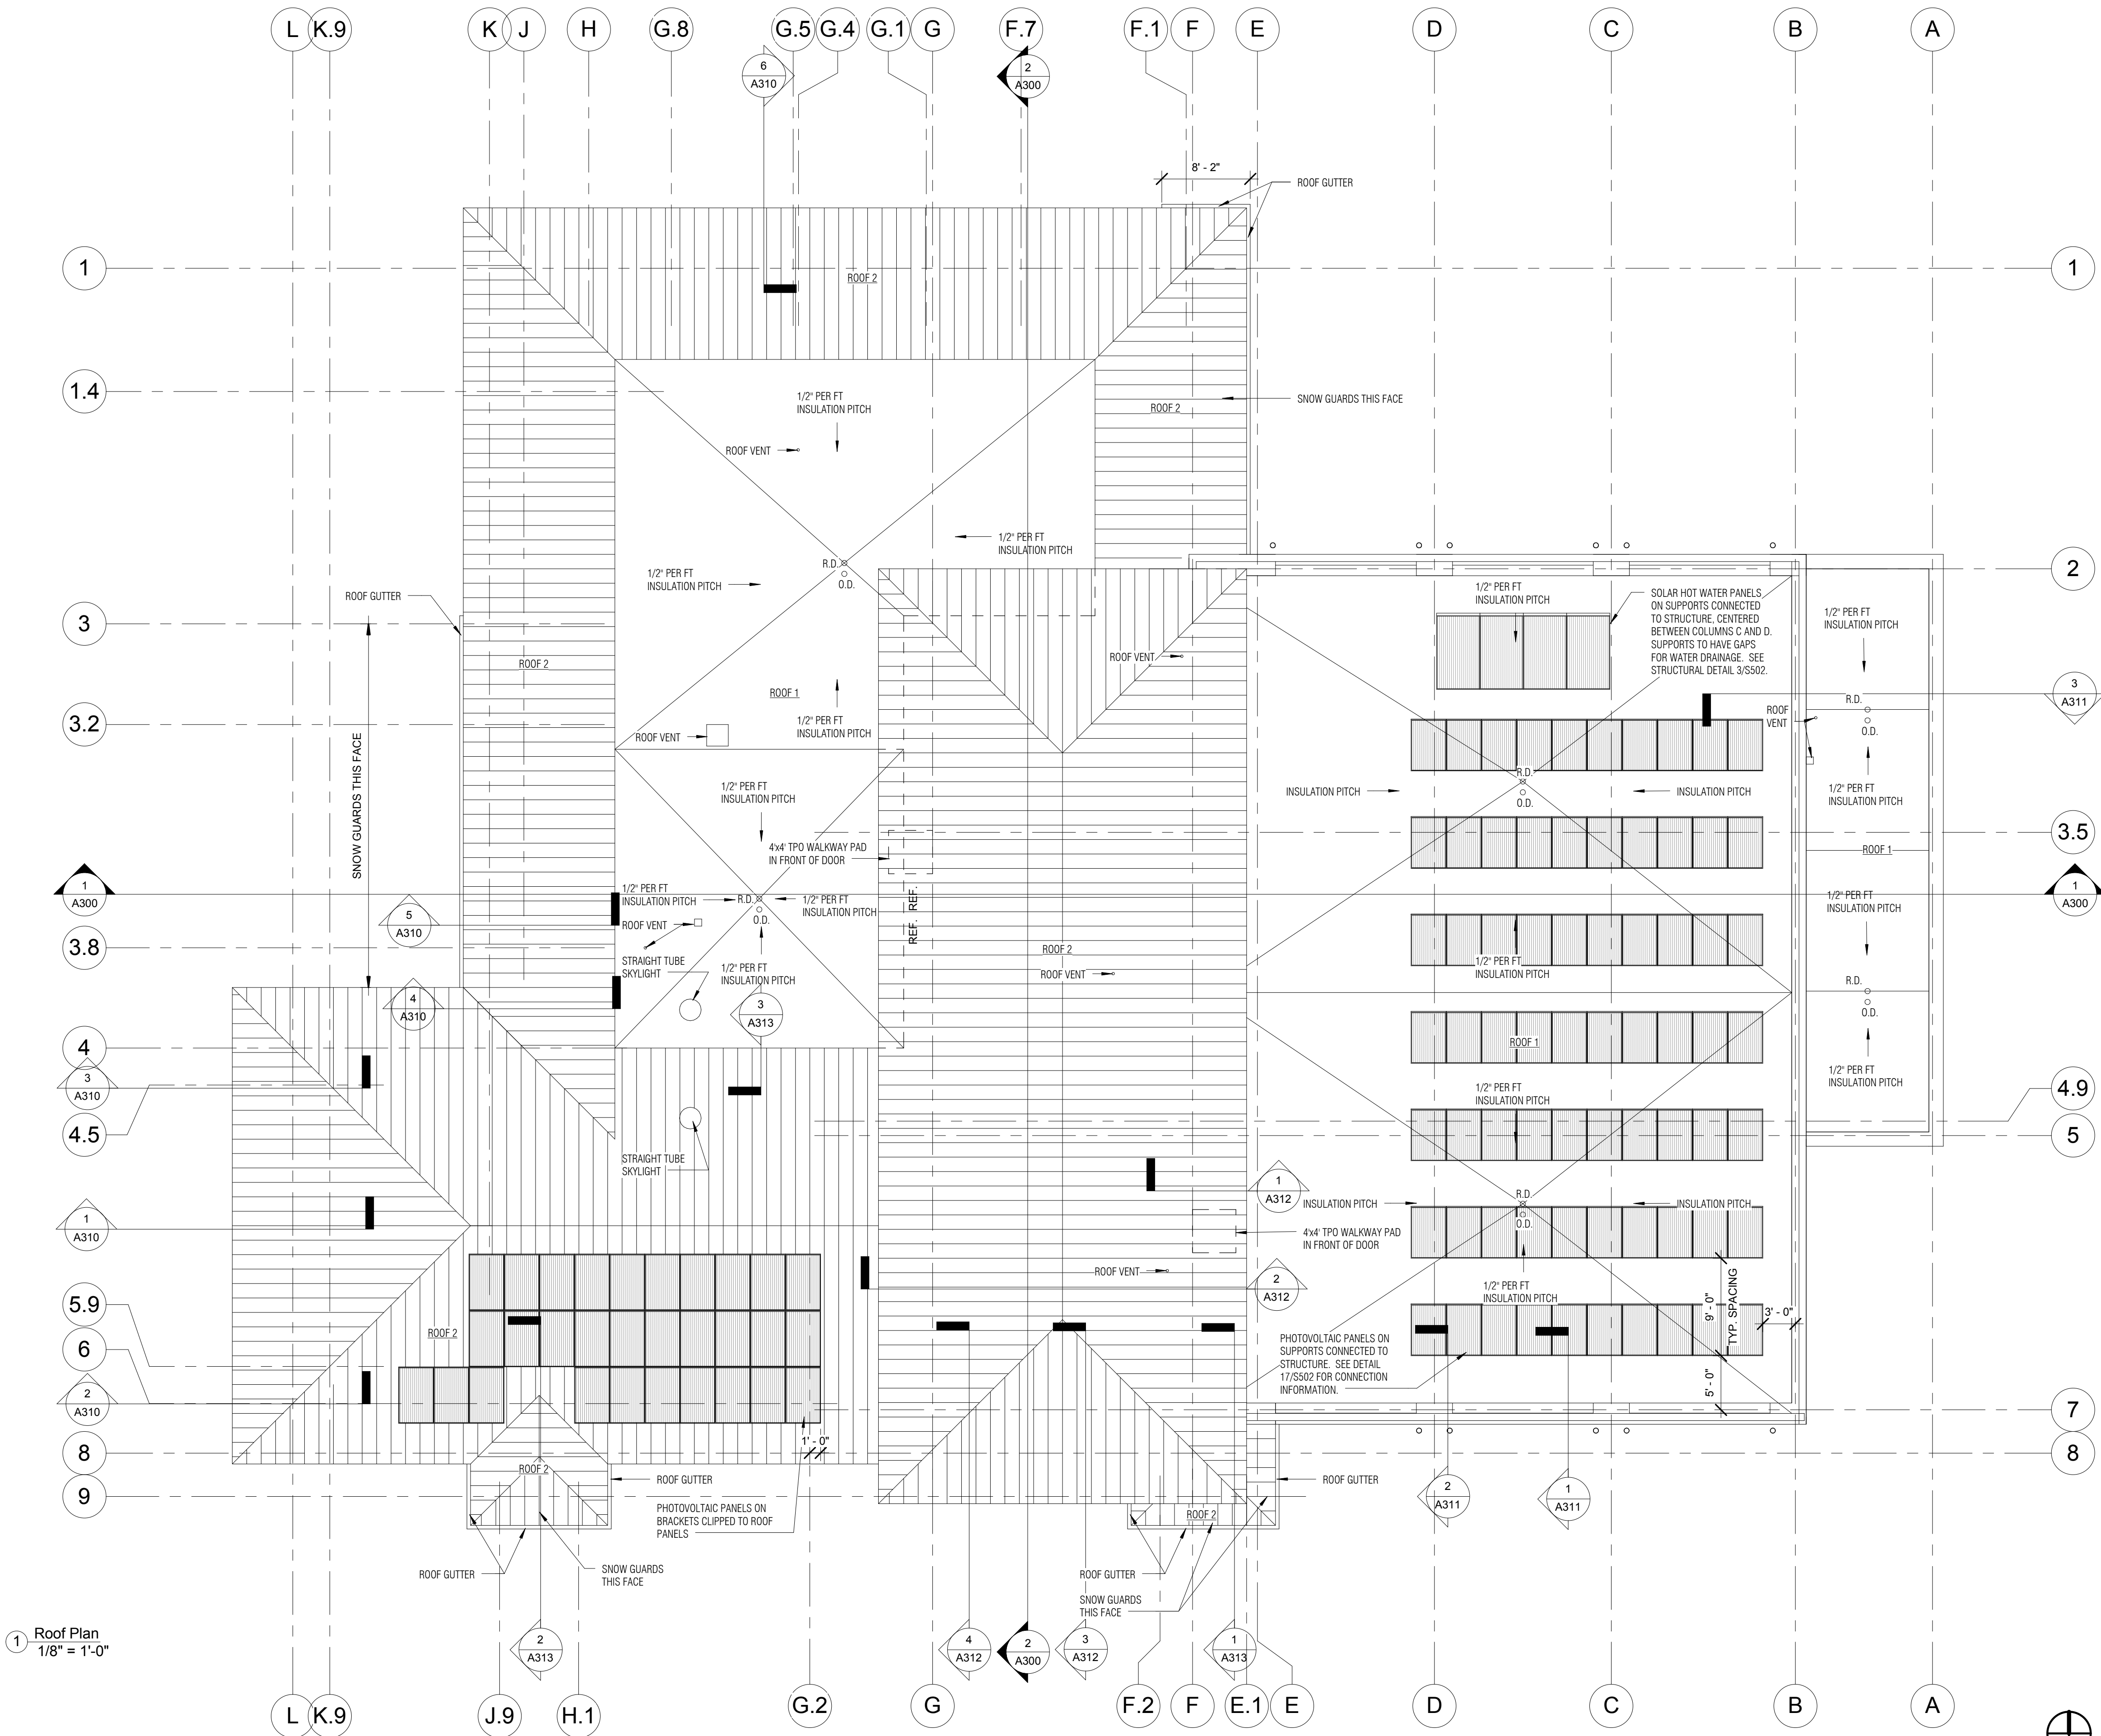 L
K.9
K
J
H
G.8
G.5
G.4
G.1
G
F.7
F.1
F
E
D
C
B
A
6
A310
2
A300
8' - 2"
ROOF GUTTER
1
ROOF 2
1
1.4
1/2" PER FT
INSULATION PITCH
ROOF 2
SNOW GUARDS THIS FACE
ROOF VENT
1/2" PER FT
INSULATION PITCH
R.D.
O.D.
1/2" PER FT
INSULATION PITCH
2
ROOF GUTTER
3
SNOW GUARDS THIS FACE
ROOF 2
1/2" PER FT
INSULATION PITCH
SOLAR HOT WATER PANELS
ON SUPPORTS CONNECTED
TO STRUCTURE, CENTERED
BETWEEN COLUMNS C AND D.
SUPPORTS TO HAVE GAPS
FOR WATER DRAINAGE. SEE
STRUCTURAL DETAIL 3/S502.
1/2" PER FT
INSULATION PITCH
ROOF VENT
ROOF 1
1/2" PER FT
INSULATION PITCH
3
A311
3.2
ROOF VENT
ROOF
VENT
R.D.
O.D.
1/2" PER FT
INSULATION PITCH
R.D.
O.D.
INSULATION PITCH
INSULATION PITCH
1/2" PER FT
INSULATION PITCH
3.5
4'x4' TPO WALKWAY PAD
IN FRONT OF DOOR
ROOF 1
1
A300
1/2" PER FT
INSULATION PITCH
R.D.
O.D.
1/2" PER FT
INSULATION PITCH
REF.
REF.
1/2" PER FT
INSULATION PITCH
1
A300
5
A310
ROOF VENT
3.8
STRAIGHT TUBE
SKYLIGHT
1/2" PER FT
INSULATION PITCH
ROOF 2
ROOF VENT
1/2" PER FT
INSULATION PITCH
R.D.
O.D.
4
A310
3
A313
4
ROOF 1
3
A310
1/2" PER FT
INSULATION PITCH
1/2" PER FT
INSULATION PITCH
4.9
4.5
5
STRAIGHT TUBE
SKYLIGHT
1
A312
INSULATION PITCH
R.D.
O.D.
INSULATION PITCH
1
A310
4'x4' TPO WALKWAY PAD
IN FRONT OF DOOR
ROOF VENT
2
A312
1/2" PER FT
INSULATION PITCH
9' - 0"
TYP. SPACING
3' - 0"
5.9
ROOF 2
6
PHOTOVOLTAIC PANELS ON
SUPPORTS CONNECTED TO
STRUCTURE. SEE DETAIL
17/S502 FOR CONNECTION
INFORMATION.
5' - 0"
2
A310
7
1' - 0"
8
8
ROOF 2
ROOF GUTTER
ROOF GUTTER
9
PHOTOVOLTAIC PANELS ON
BRACKETS CLIPPED TO ROOF
PANELS
ROOF 2
2
A311
1
A311
ROOF GUTTER
SNOW GUARDS
THIS FACE
ROOF GUTTER
SNOW GUARDS
THIS FACE
1
Roof Plan
1/8" = 1'-0"
2
A313
4
A312
2
A300
3
A312
1
A313
L
K.9
J.9
H.1
G.2
G
F.2
F
E.1
E
D
C
B
A